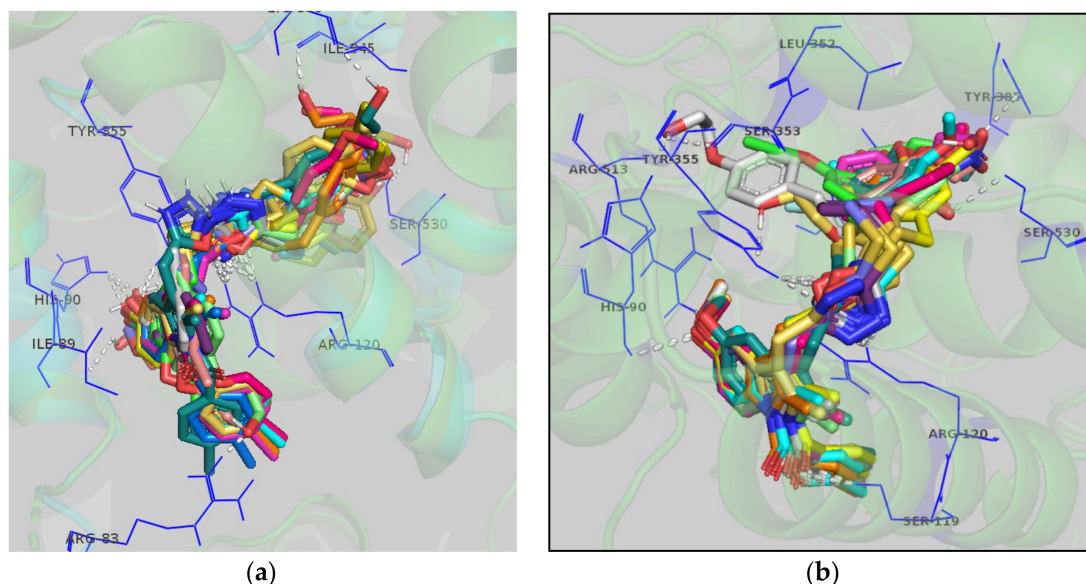 ILE-345
TYR-355
SER-530
HIS-90
ILE-89
ARG-120
ARG-83
LEU-352
TYR-385
SER-353
TYR-355
ARG-513
SER-530
HIS-90
ARG-120
SER-119
(a)
(b)